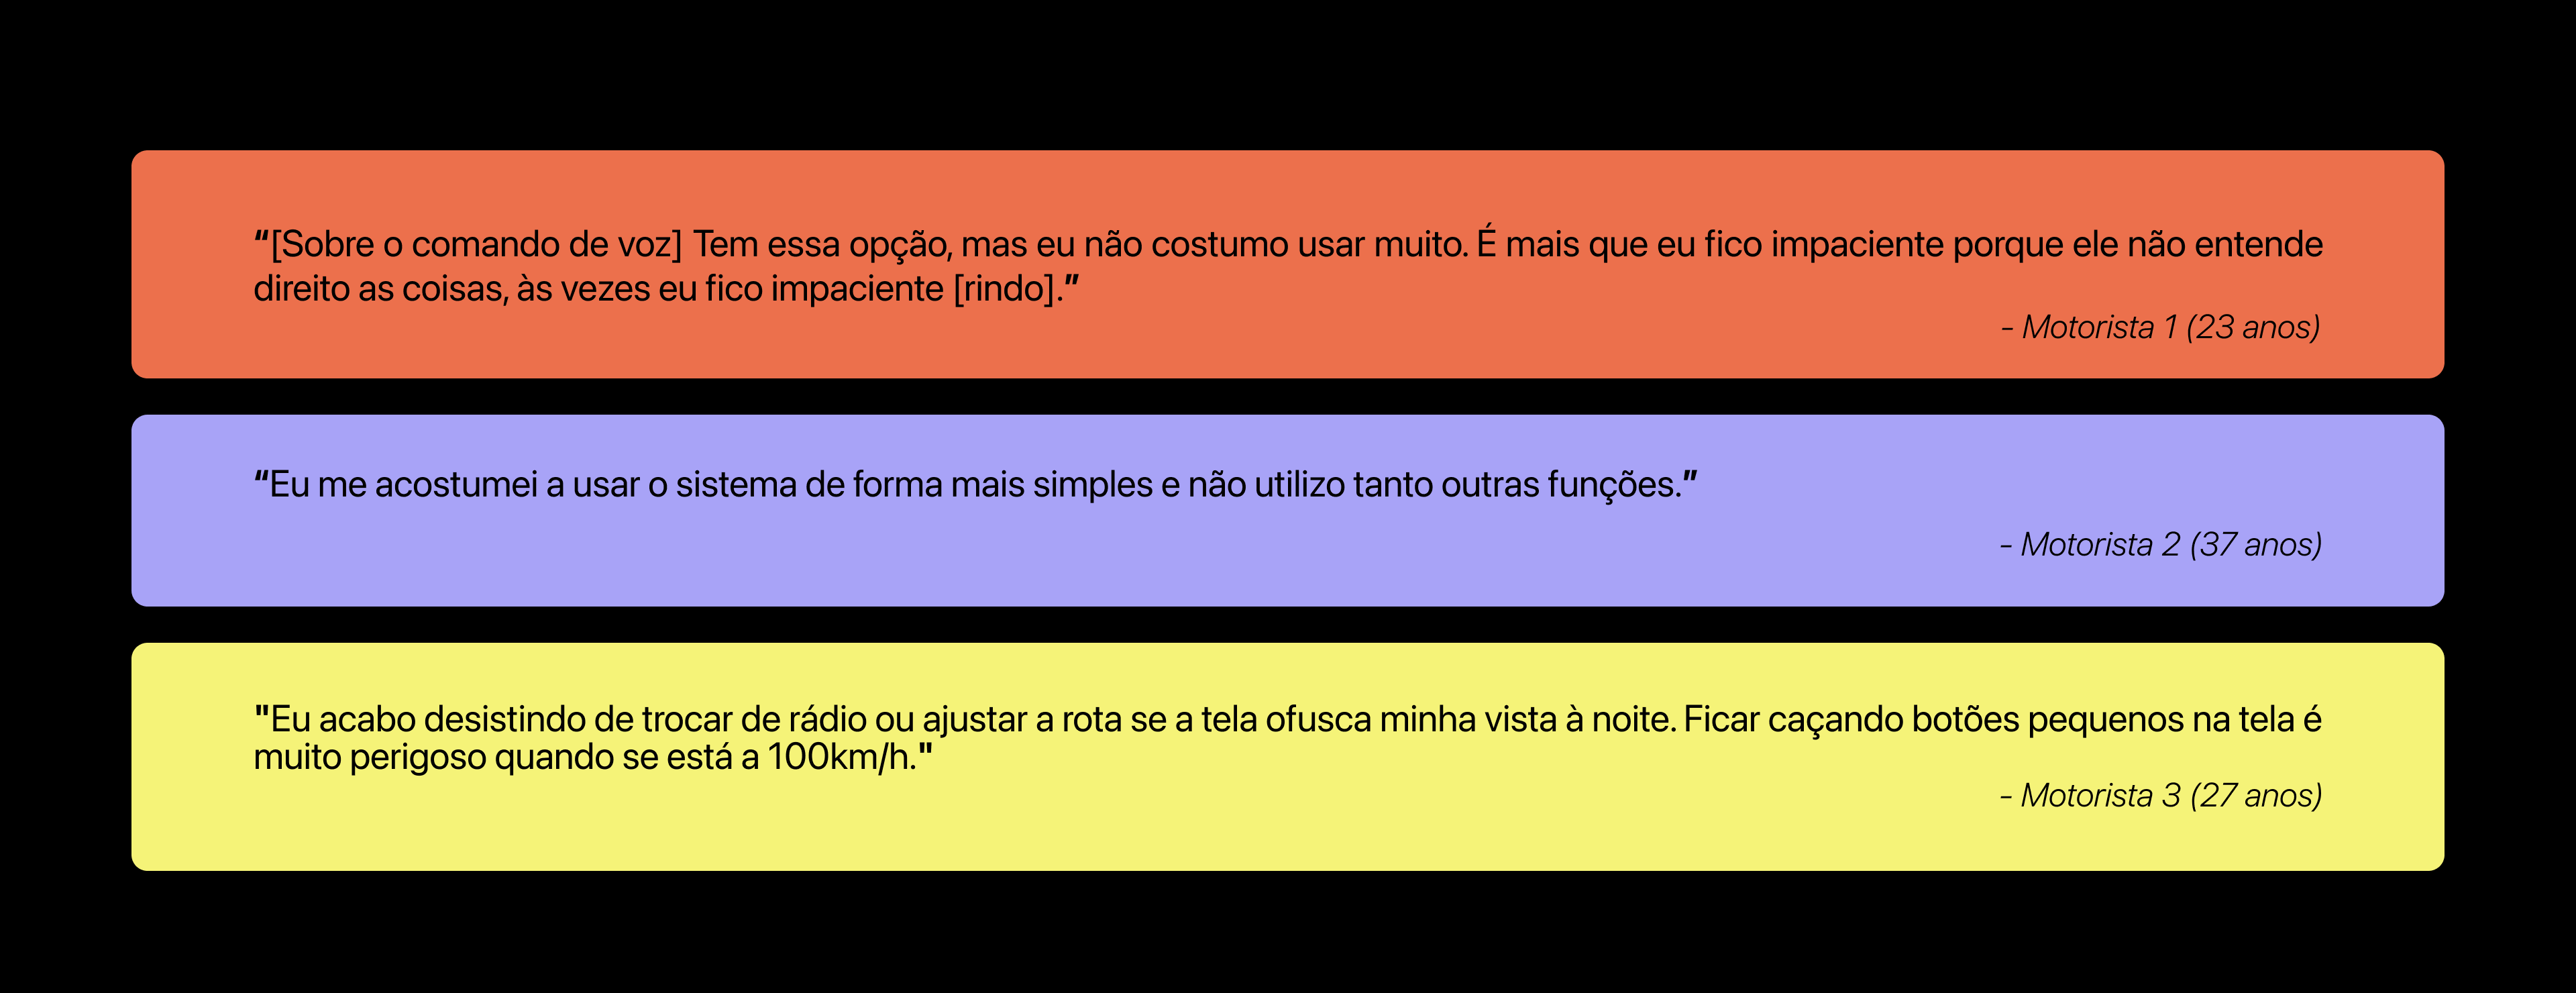 “[Sobre o comando de voz] Tem essa opção, mas eu não costumo usar muito. É mais que eu fico impaciente porque ele não entende
direito as coisas, às vezes eu fico impaciente [rindo].”
- Motorista 1 (23 anos)
“Eu me acostumei a usar o sistema de forma mais simples e não utilizo tanto outras funções.”
- Motorista 2 (37 anos)
"Eu acabo desistindo de trocar de rádio ou ajustar a rota se a tela ofusca minha vista à noite. Ficar caçando botões pequenos na tela é
muito perigoso quando se está a 100km/h."
- Motorista 3 (27 anos)